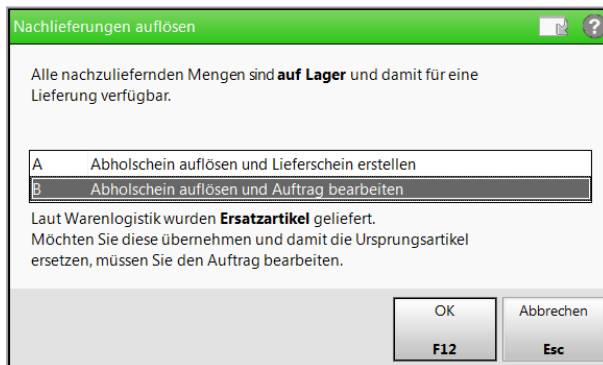 Nachlieferungen auflösen
Alle nachzuliefernden Mengen sind auf Lager und damit für eine
Lieferung verfügbar.
A Abholschein auflösen und Lieferschein erstellen
B Abholschein auflösen und Auftrag bearbeiten
Laut Warenlogistik wurden Ersatzartikel geliefert.
Möchten Sie diese übernehmen und damit die Ursprungsartikel
ersetzen, müssen Sie den Auftrag bearbeiten.
OK Abbrechen
F12 Esc